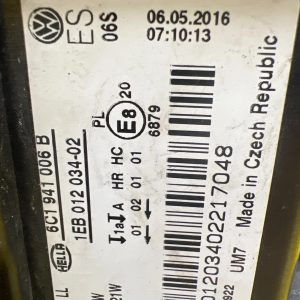 ES
06S
06.05.2016
07:10:13
6C1 941 006 B
1EB 012 034-02
PL
E8
20
6879
HR HC
01 01
A
02 01
01
HELLA
LL
21W
UM7
Made in Czech Republic